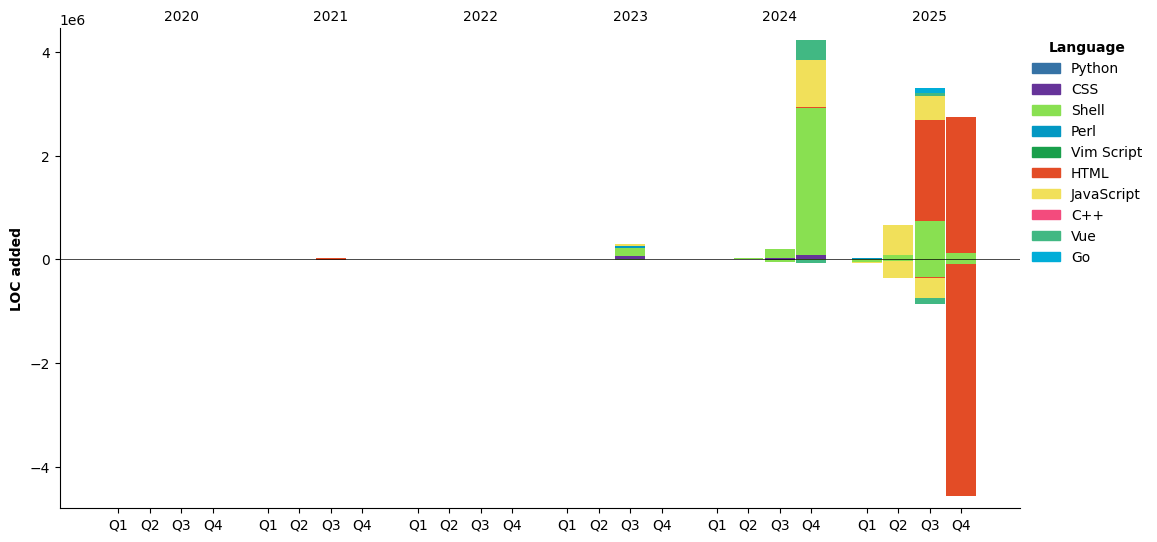 1e6
2020 2021 2022 2023 2024 2025
4
2
0
−2
−4
LOC added
Q1 Q2 Q3 Q4 Q1 Q2 Q3 Q4 Q1 Q2 Q3 Q4 Q1 Q2 Q3 Q4 Q1 Q2 Q3 Q4 Q1 Q2 Q3 Q4
Language
Python
CSS
Shell
Perl
Vim Script
HTML
JavaScript
C++
Vue
Go